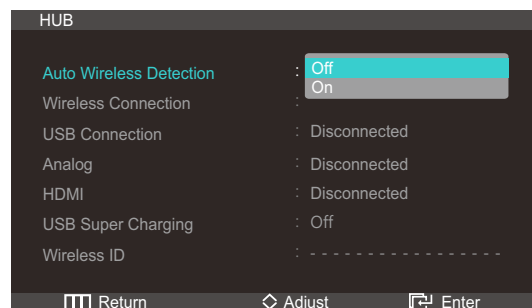 HUB
Auto Wireless Detection : Off
On
Wireless Connection :
USB Connection : Disconnected
Analog : Disconnected
HDMI : Disconnected
USB Super Charging : Off
Wireless ID : - - - - - - - - - - - - - - - - - -
Return Adjust Enter